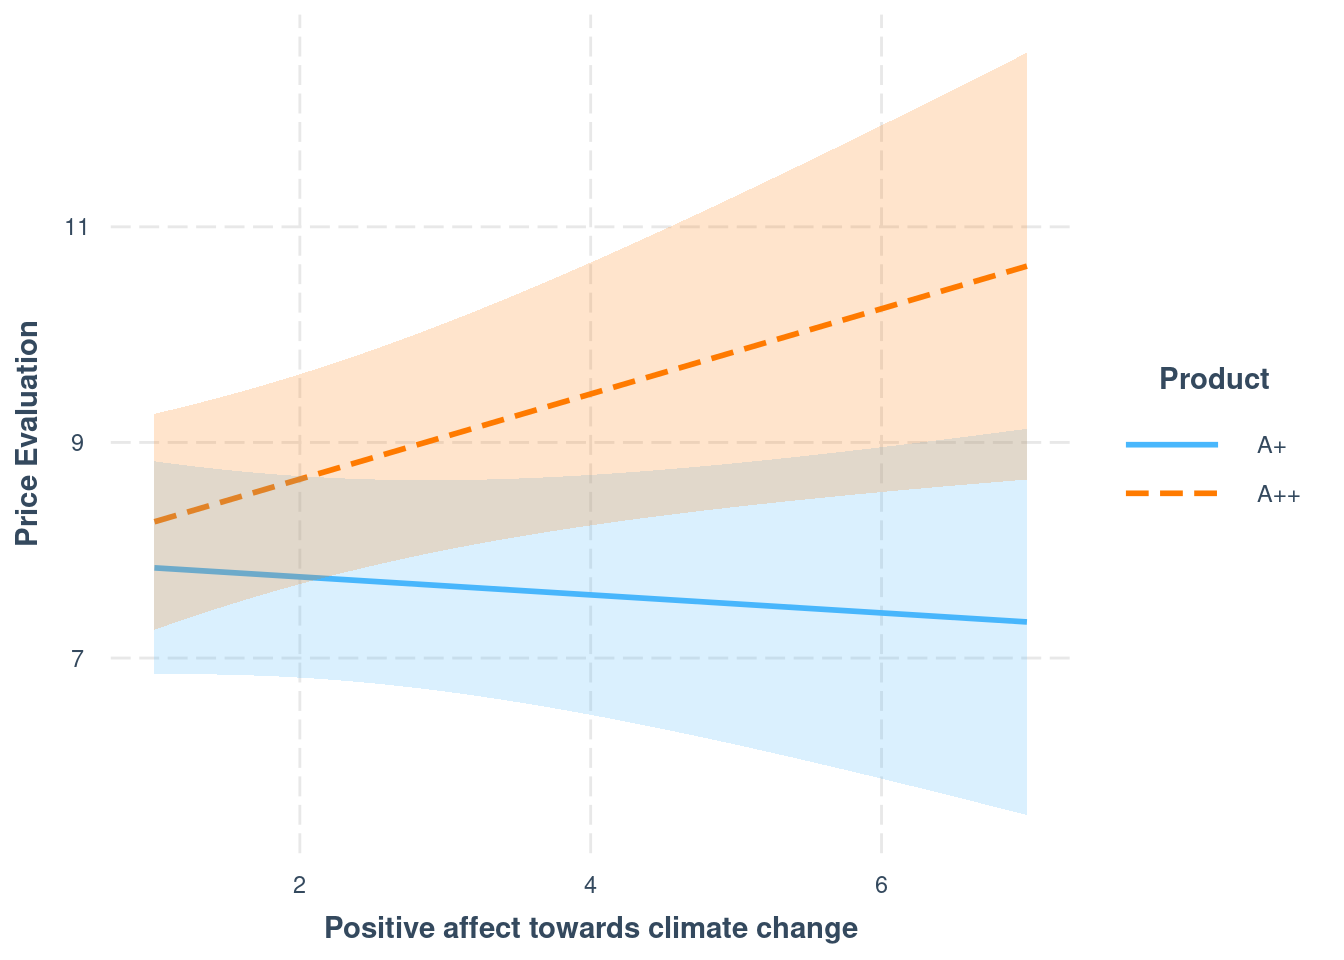 11
9
7
Price Evaluation
2
4
6
Positive affect towards climate change
Product
A+
A++